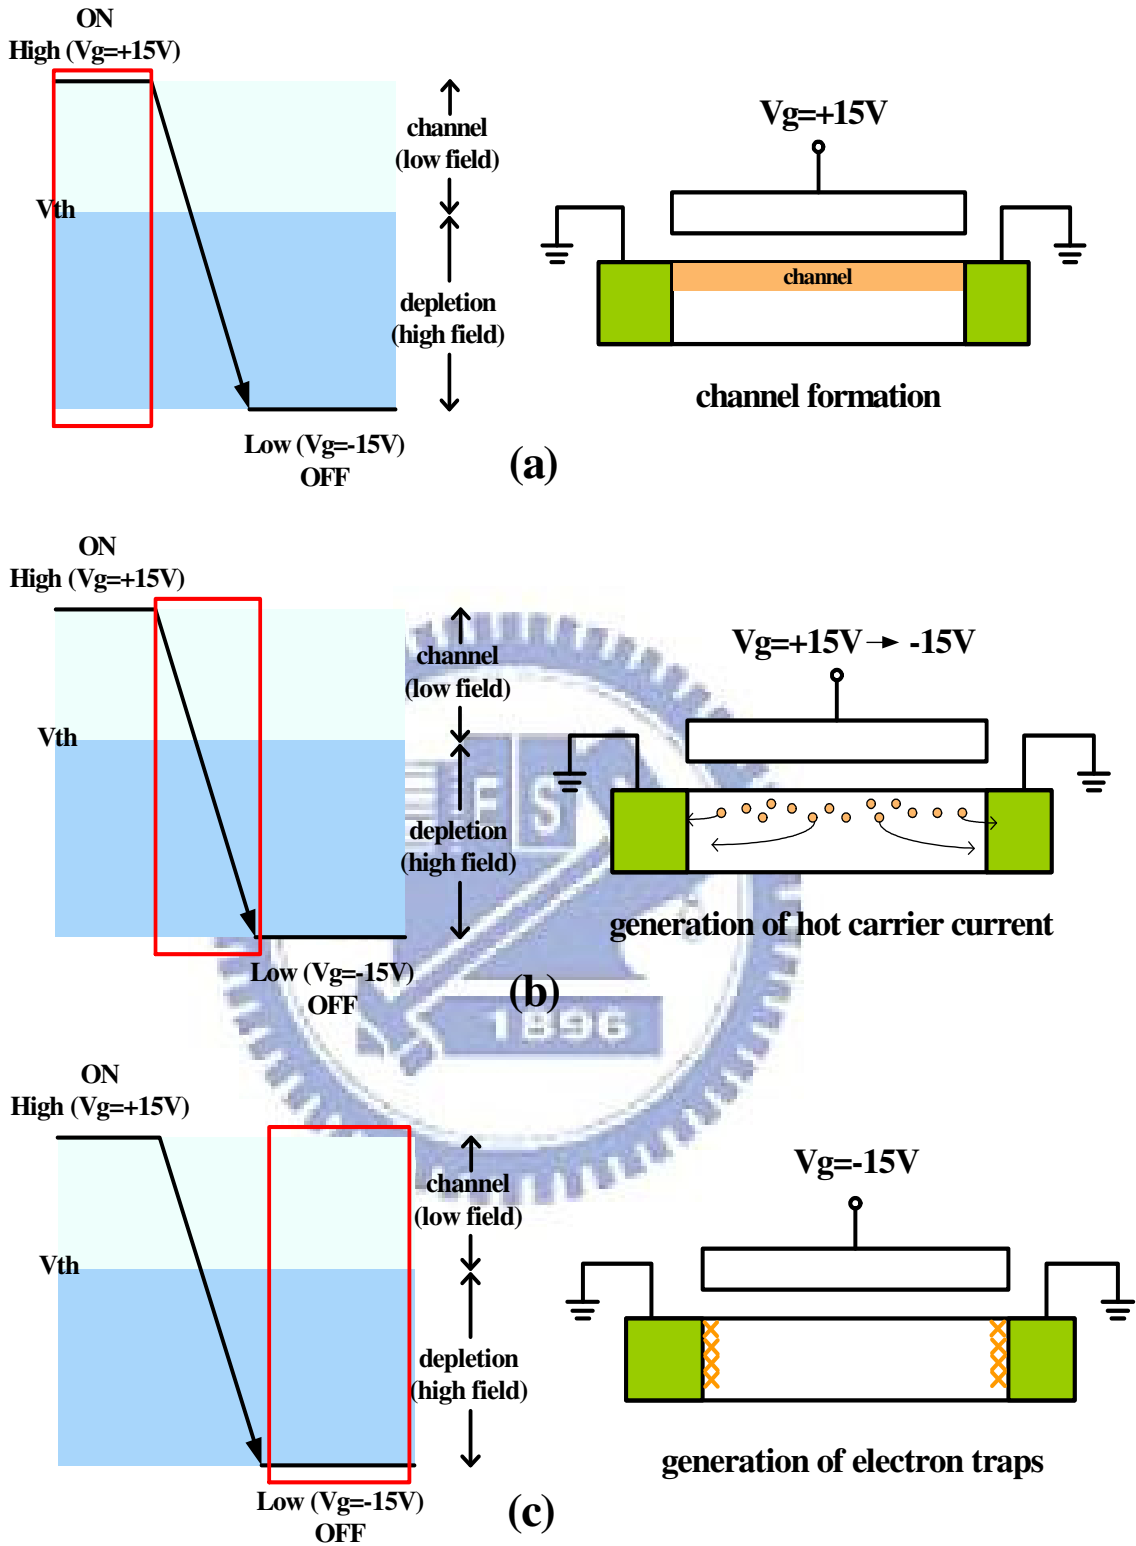 ON
High (Vg=+15V)
Vth
channel
(low field)
depletion
(high field)
Low (Vg=-15V)
OFF
Vg=+15V
channel
channel formation
(a)
ON
High (Vg=+15V)
Vth
channel
(low field)
depletion
(high field)
Low (Vg=-15V)
OFF
Vg=+15V → -15V
generation of hot carrier current
(b)
E S
1896
ON
High (Vg=+15V)
Vth
channel
(low field)
depletion
(high field)
Low (Vg=-15V)
OFF
Vg=-15V
generation of electron traps
(c)